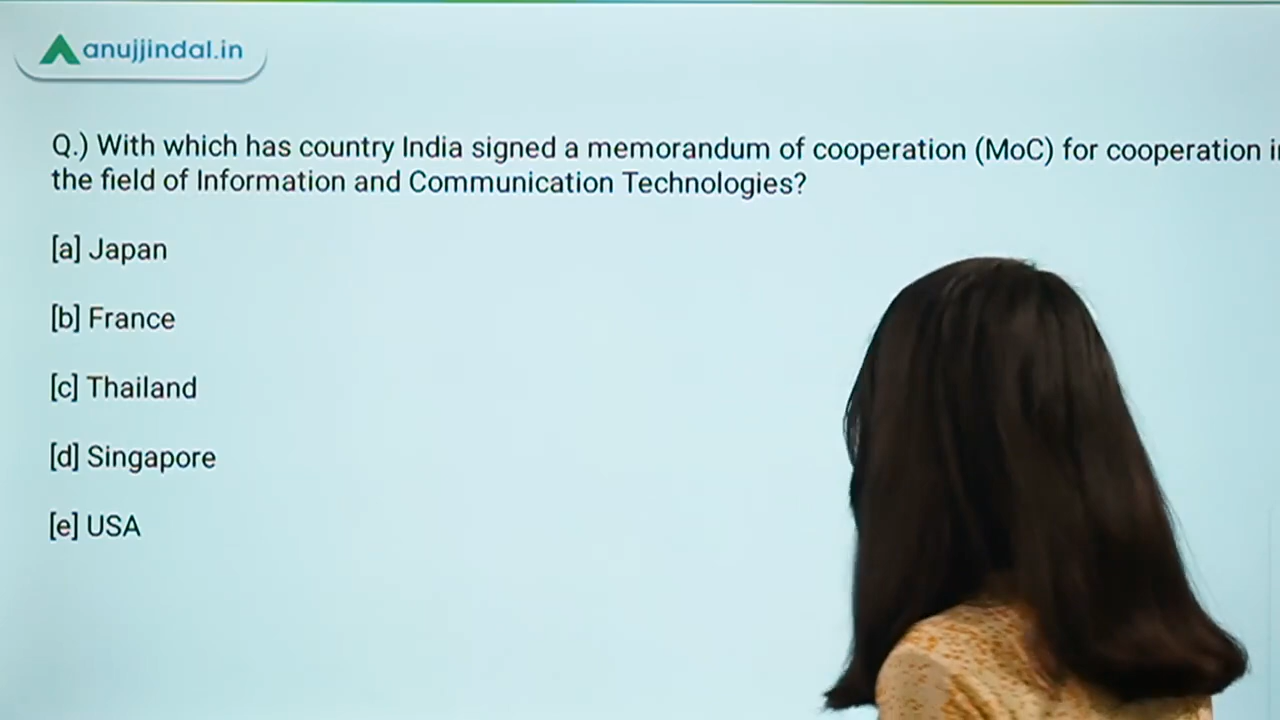 anujjindal.in
Q.) With which has country India signed a memorandum of cooperation (MoC) for cooperation i
the field of Information and Communication Technologies?
[a] Japan
[b] France
[c] Thailand
[d] Singapore
[e] USA